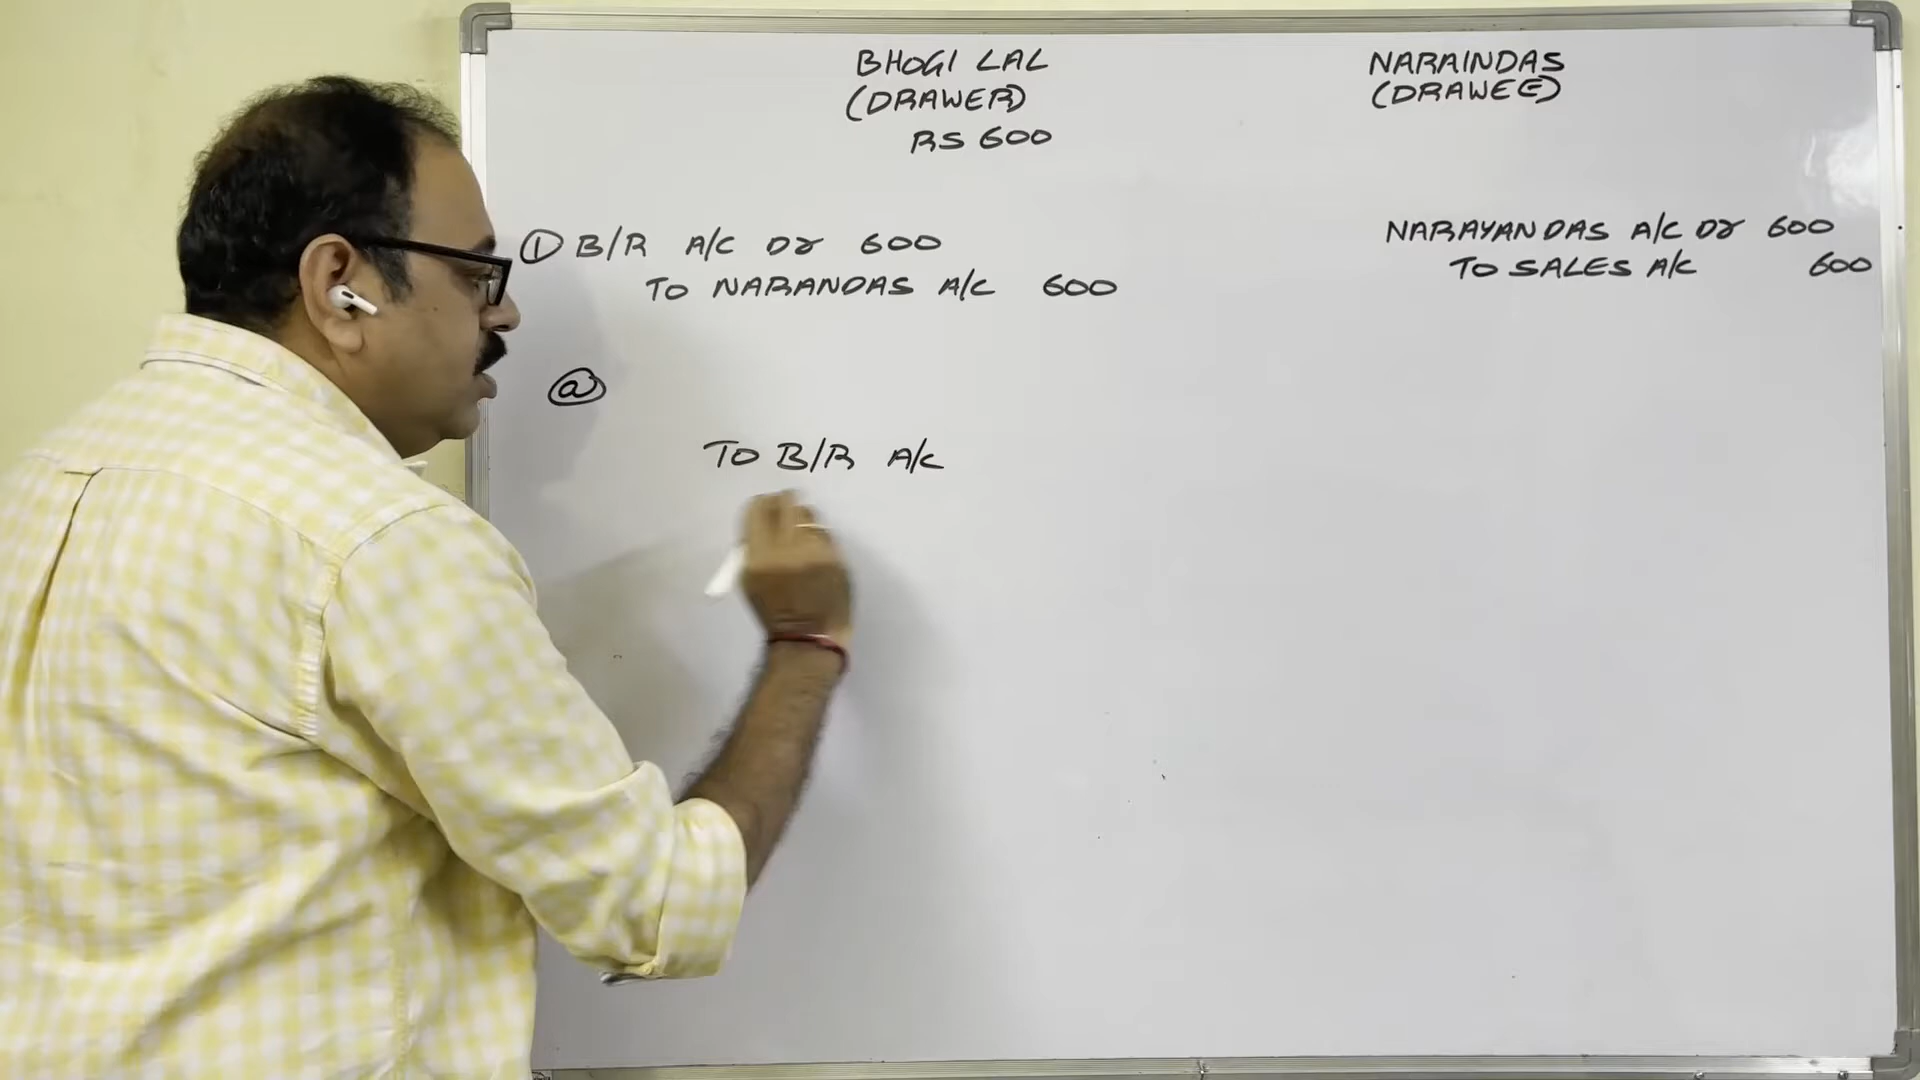 BHOGI LAL
(DRAWER)
RS 600
NARAINDAS
(DRAWEE)
① B/R A/C Dr 600
TO NARANDAS A/C 600
NARAYANDAS A/C Dr 600
TO SALES A/C 600
ⓐ
TO B/R A/C